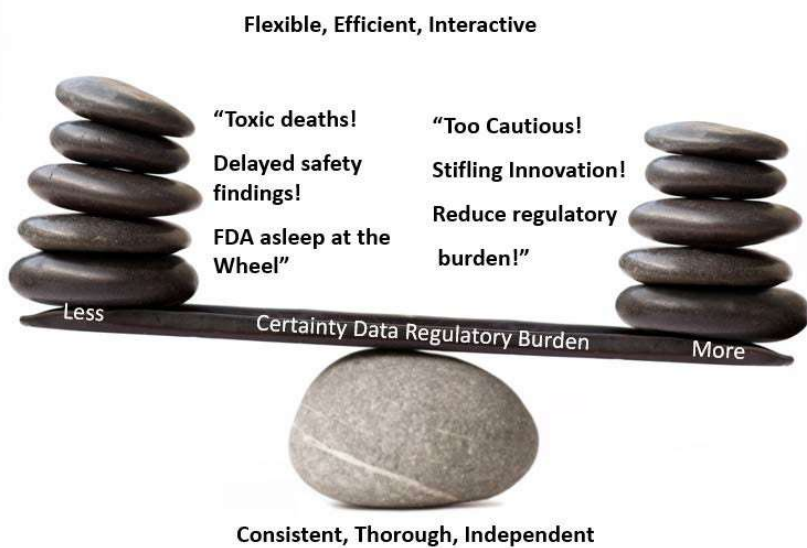 Flexible, Efficient, Interactive
“Toxic deaths!
Delayed safety
findings!
FDA asleep at the
Wheel”
“Too Cautious!
Stifling Innovation!
Reduce regulatory
burden!”
Less
Certainty Data Regulatory Burden
More
Consistent, Thorough, Independent